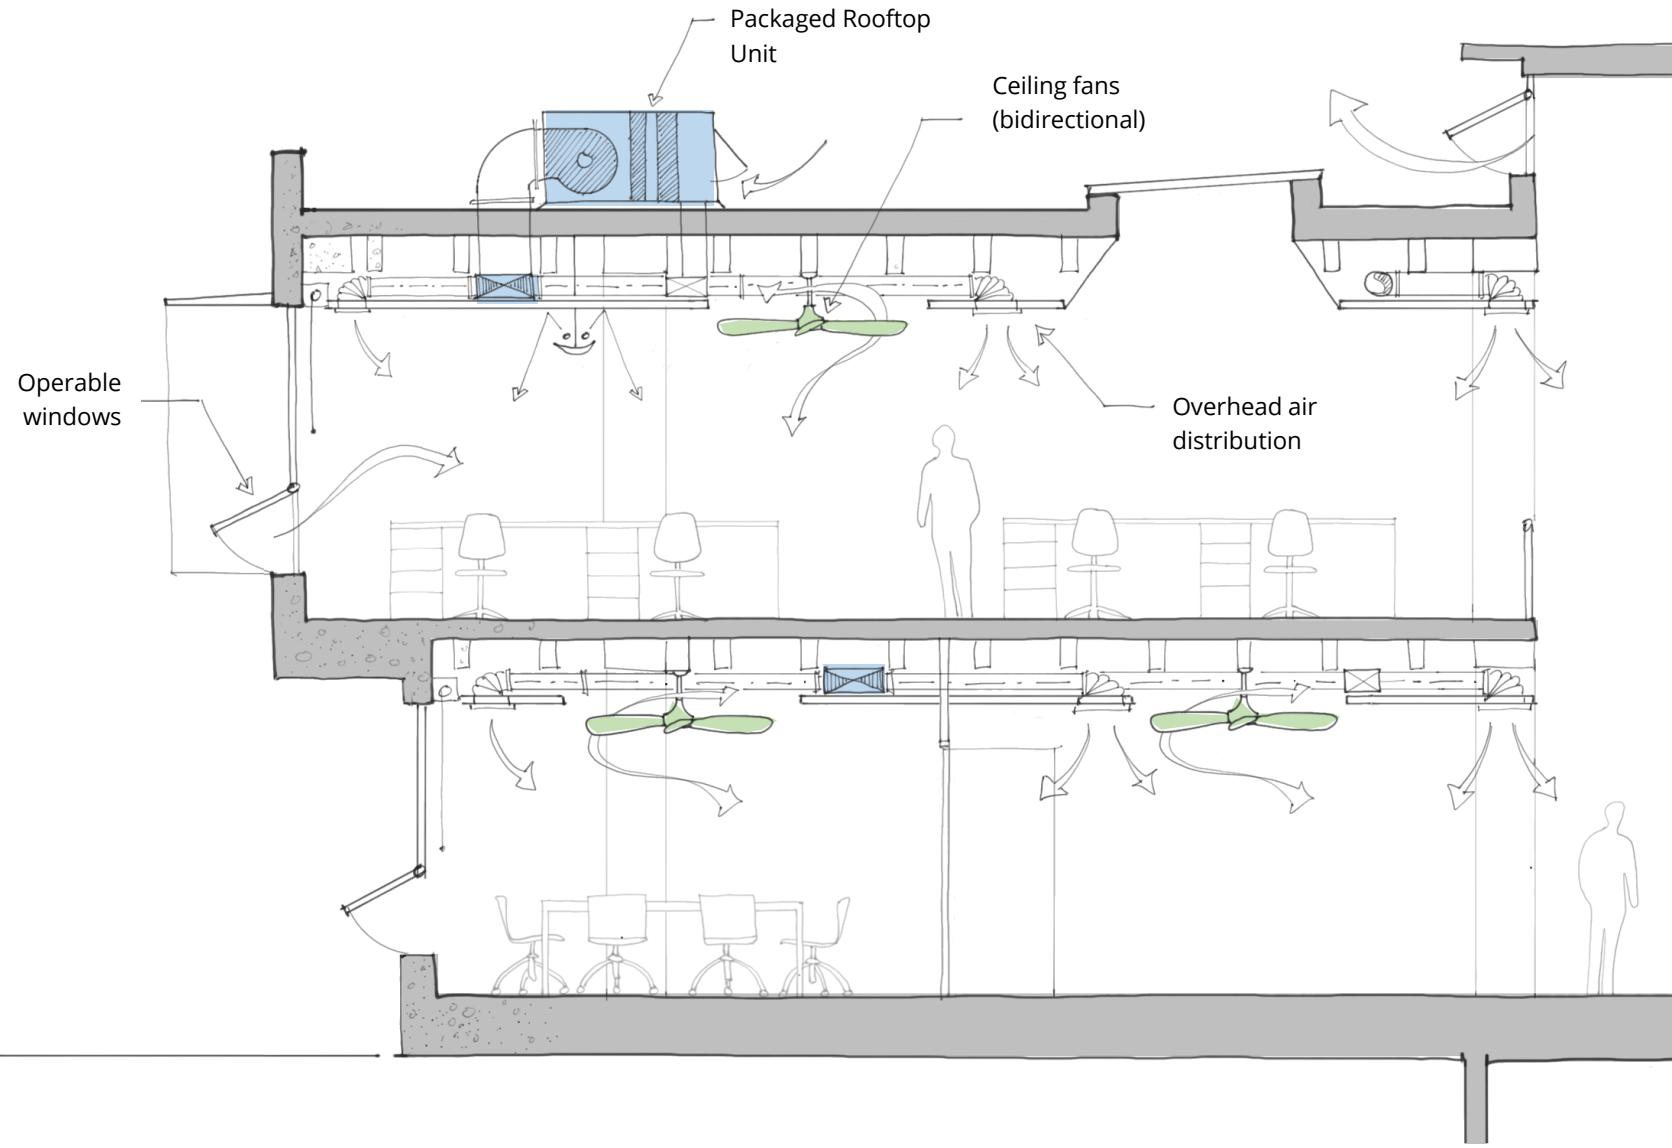 Packaged Rooftop
Unit
Ceiling fans
(bidirectional)
Operable
windows
Overhead air
distribution